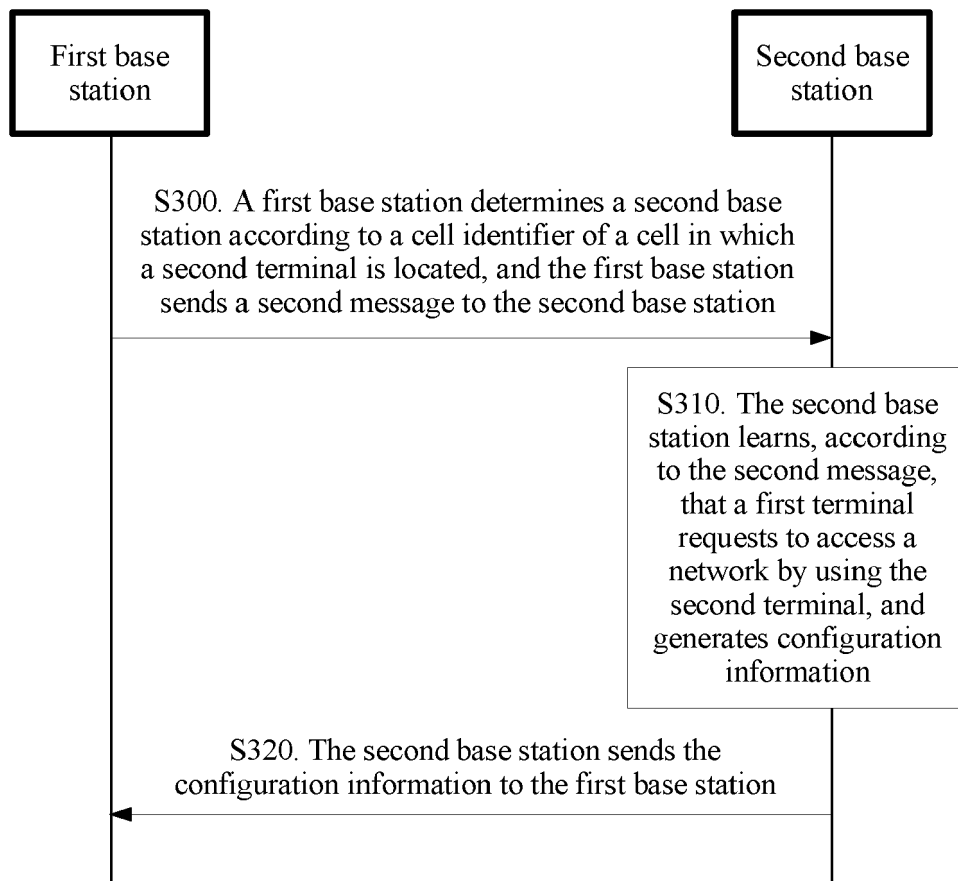 First base
station
Second base
station
S300. A first base station determines a second base
station according to a cell identifier of a cell in which
a second terminal is located, and the first base station
sends a second message to the second base station
S310. The second base
station learns, according
to the second message,
that a first terminal
requests to access a
network by using the
second terminal, and
generates configuration
information
S320. The second base station sends the
configuration information to the first base station